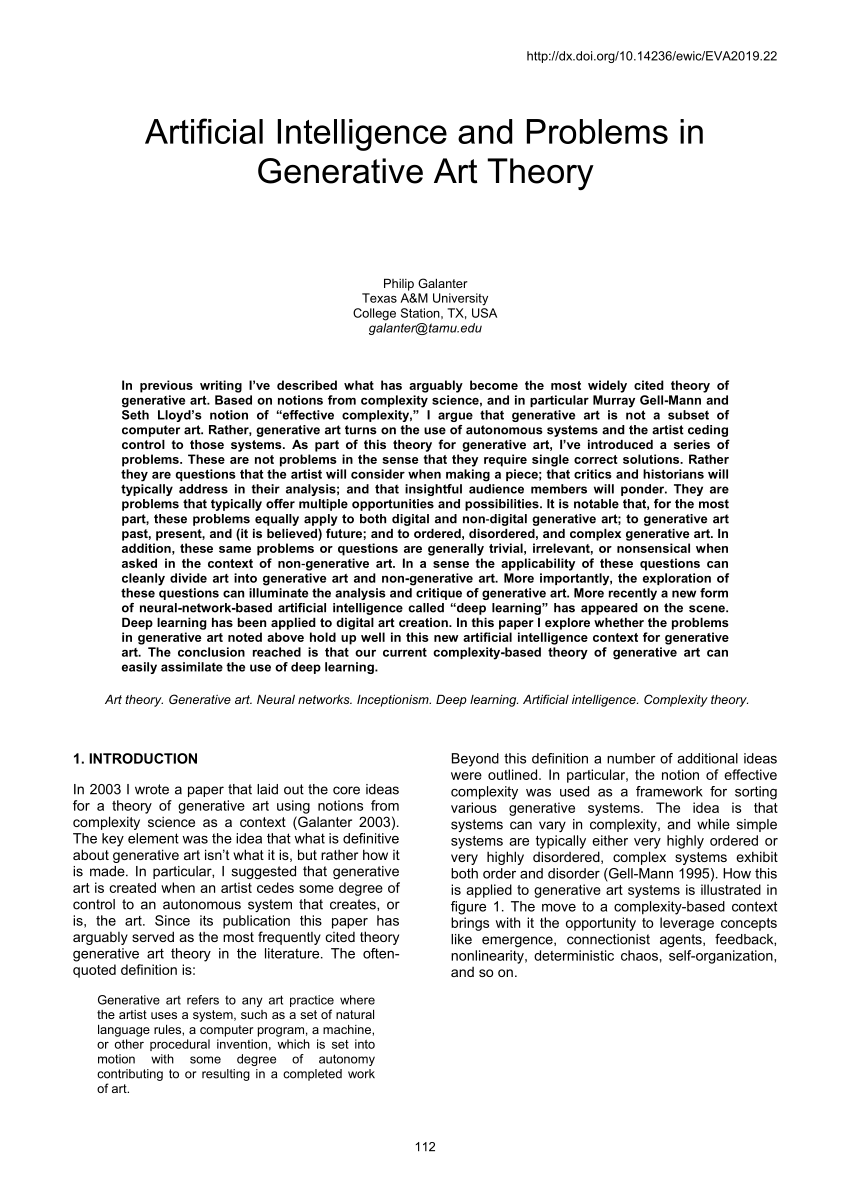 http://dx.doi.org/10.14236/ewic/EVA2019.22
Artificial Intelligence and Problems in
Generative Art Theory
Philip Galanter
Texas A&M University
College Station, TX, USA
galanter@tamu.edu
In previous writing I've described what has arguably become the most widely cited theory of
generative art. Based on notions from complexity science, and in particular Murray Gell-Mann and
Seth Lloyd's notion of "effective complexity," I argue that generative art is not a subset of
computer art. Rather, generative art turns on the use of autonomous systems and the artist ceding
control to those systems. As part of this theory for generative art, I've introduced a series of
problems. These are not problems in the sense that they require single correct solutions. Rather
they are questions that the artist will consider when making a piece; that critics and historians will
typically address in their analysis; and that insightful audience members will ponder. They are
problems that typically offer multiple opportunities and possibilities. It is notable that, for the most
part, these problems equally apply to both digital and non-digital generative art; to generative art
past, present, and (it is believed) future; and to ordered, disordered, and complex generative art. In
addition, these same problems or questions are generally trivial, irrelevant, or nonsensical when
asked in the context of non-generative art. In a sense the applicability of these questions can
cleanly divide art into generative art and non-generative art. More importantly, the exploration of
these questions can illuminate the analysis and critique of generative art. More recently a new form
of neural-network-based artificial intelligence called "deep learning" has appeared on the scene.
Deep learning has been applied to digital art creation. In this paper I explore whether the problems
in generative art noted above hold up well in this new artificial intelligence context for generative
art. The conclusion reached is that our current complexity-based theory of generative art can
easily assimilate the use of deep learning.
Art theory. Generative art. Neural networks. Inceptionism. Deep learning. Artificial intelligence. Complexity theory.
1. INTRODUCTION
In 2003 I wrote a paper that laid out the core ideas
for a theory of generative art using notions from
complexity science as a context (Galanter 2003).
The key element was the idea that what is definitive
about generative art isn't what it is, but rather how it
is made. In particular, I suggested that generative
art is created when an artist cedes some degree of
control to an autonomous system that creates, or
is, the art. Since its publication this paper has
arguably served as the most frequently cited theory
generative art theory in the literature. The often-
quoted definition is:
Generative art refers to any art practice where
the artist uses a system, such as a set of natural
language rules, a computer program, a machine,
or other procedural invention, which is set into
motion with some degree of autonomy
contributing to or resulting in a completed work
of art.
Beyond this definition a number of additional ideas
were outlined. In particular, the notion of effective
complexity was used as a framework for sorting
various generative systems. The idea is that
systems can vary in complexity, and while simple
systems are typically either very highly ordered or
very highly disordered, complex systems exhibit
both order and disorder (Gell-Mann 1995). How this
is applied to generative art systems is illustrated in
figure 1. The move to a complexity-based context
brings with it the opportunity to leverage concepts
like emergence, connectionist agents, feedback,
nonlinearity, deterministic chaos, self-organization,
and so on.
112